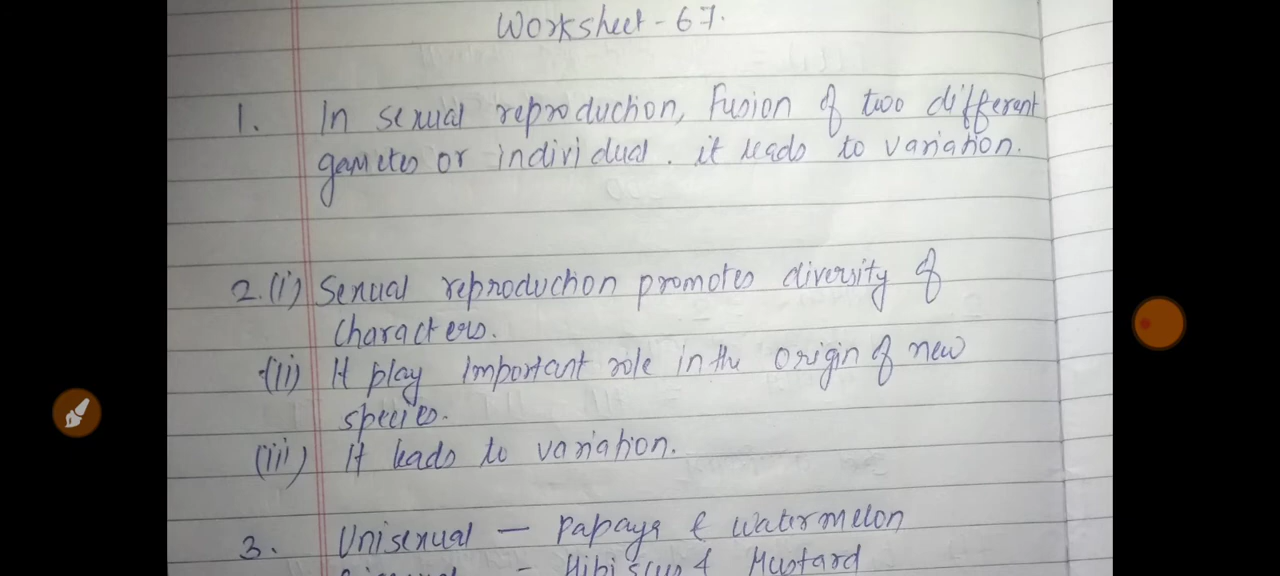 Worksheet - 67.
1. In sexual reproduction, Fusion of two different
gametes or individual. it leads to variation.
2. (i) Sexual reproduction promotes diversity of
characters.
(ii) It play important role in the origin of new
species.
(iii) It leads to variation.
3. Unisexual — Papaya & Watermelon
- Hibiscus & Mustard